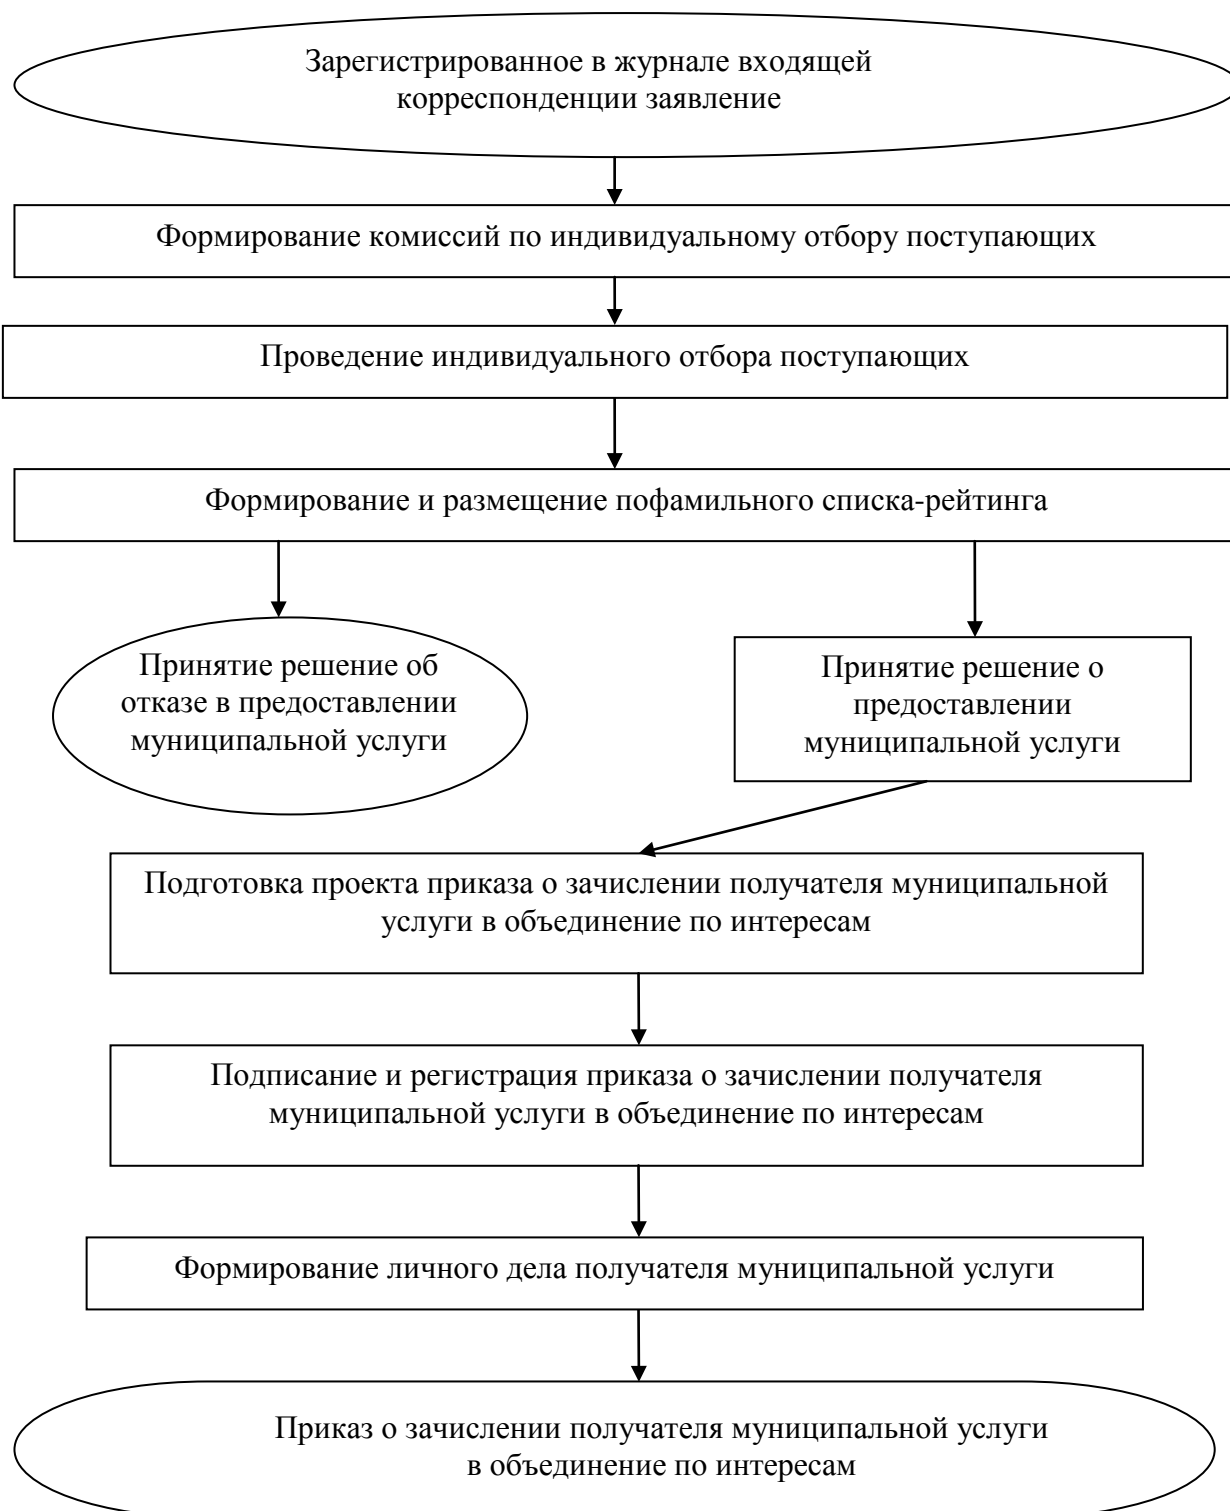 Зарегистрированное в журнале входящей
корреспонденции заявление
Формирование комиссий по индивидуальному отбору поступающих
Проведение индивидуального отбора поступающих
Формирование и размещение пофамильного списка-рейтинга
Принятие решение об
отказе в предоставлении
муниципальной услуги
Принятие решение о
предоставлении
муниципальной услуги
Подготовка проекта приказа о зачислении получателя муниципальной
услуги в объединение по интересам
Подписание и регистрация приказа о зачислении получателя
муниципальной услуги в объединение по интересам
Формирование личного дела получателя муниципальной услуги
Приказ о зачислении получателя муниципальной услуги
в объединение по интересам